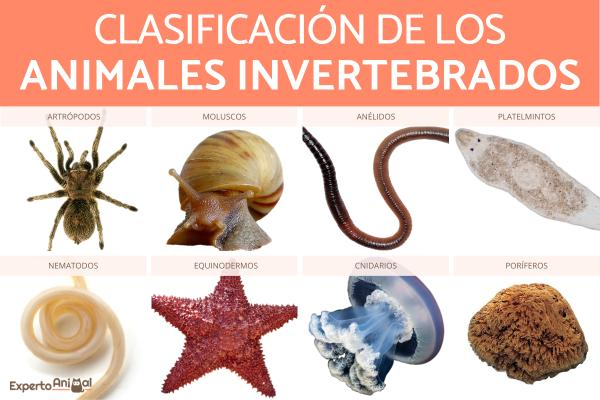 CLASIFICACIÓN DE LOS
ANIMALES INVERTEBRADOS
ARTRÓPODOS
MOLUSCOS
ANÉLIDOS
PLATELMINTOS
NEMATODOS
EQUINODERMOS
CNIDARIOS
PORÍFEROS
ExpertoAnimal